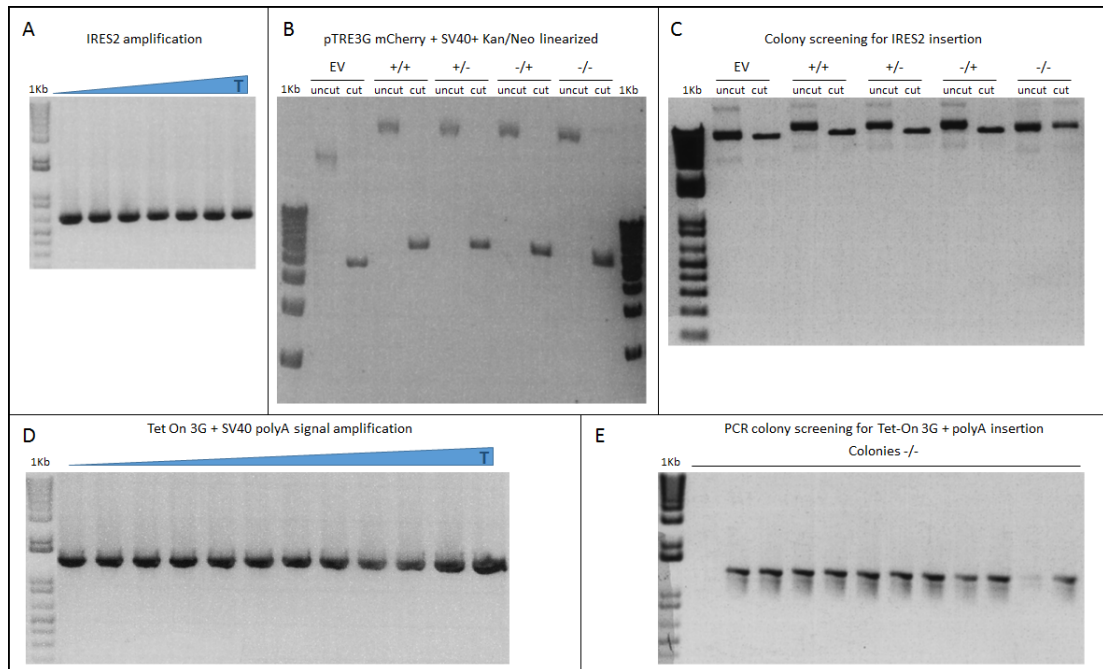 A
IRES2 amplification
1Kb
T
B
pTRE3G mCherry + SV40+ Kan/Neo linearized
EV +/+ +/- -/+ -/-
1Kb uncut cut uncut cut uncut cut uncut cut uncut cut 1Kb
C
Colony screening for IRES2 insertion
EV +/+ +/- -/+ -/-
1Kb uncut cut uncut cut uncut cut uncut cut uncut cut
D
Tet On 3G + SV40 polyA signal amplification
1Kb
T
E
PCR colony screening for Tet-On 3G + polyA insertion
Colonies -/-
1Kb